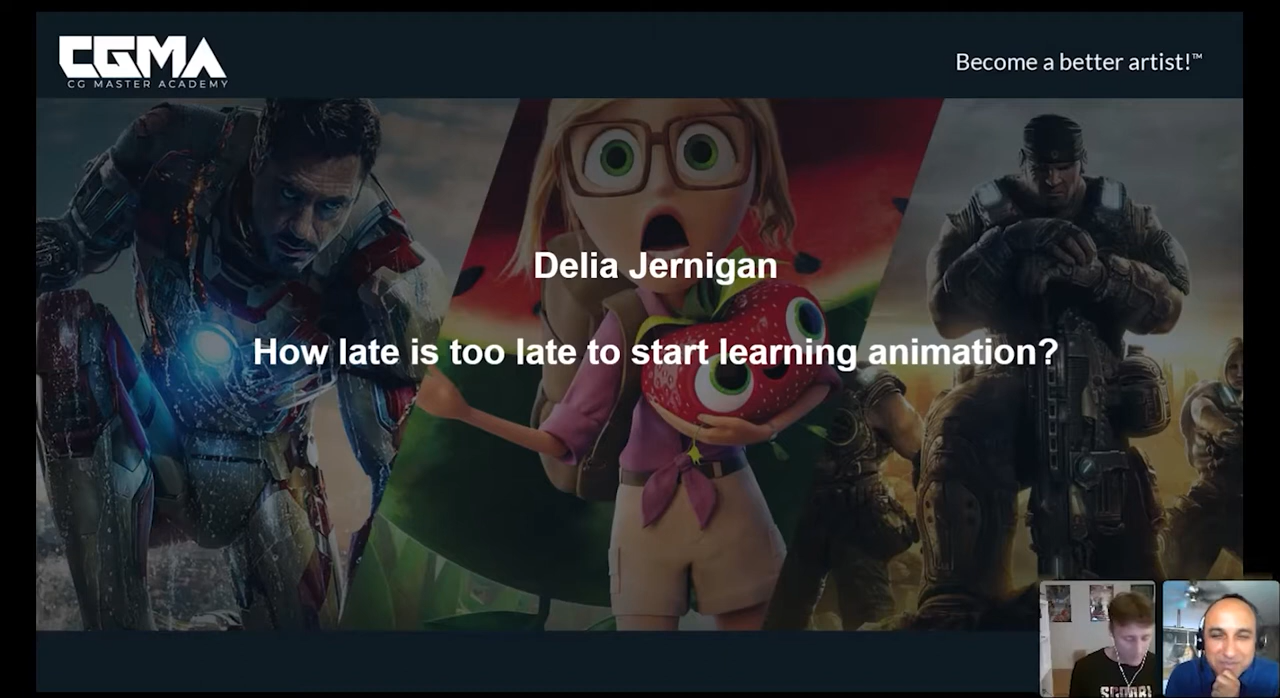 CGMA
CG MASTER ACADEMY
Become a better artist!™
Delia Jernigan
How late is too late to start learning animation?